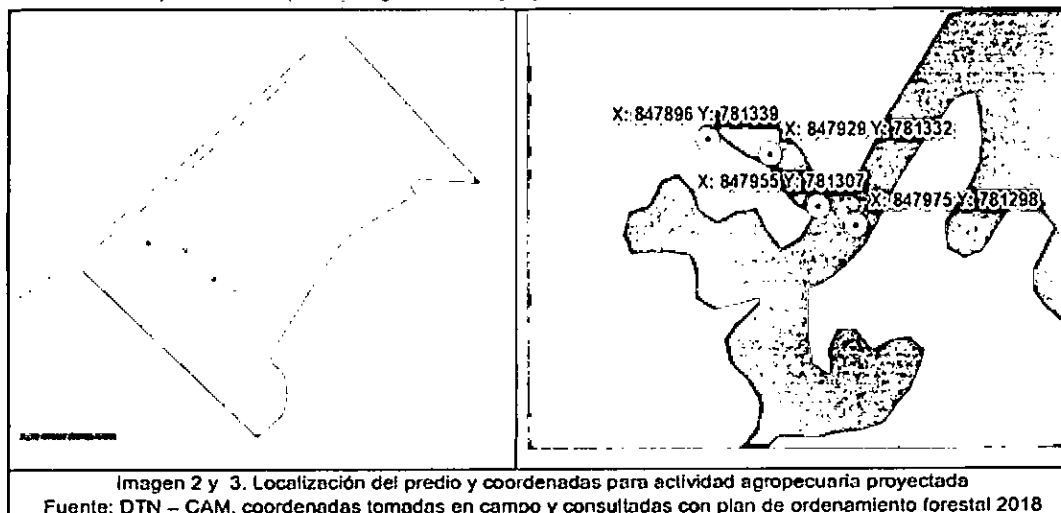 X: 847896 Y: 781339
X: 847929 Y: 781332
X: 847955 Y: 781307
X: 847975 Y: 781298
Imagen 2 y 3. Localización del predio y coordenadas para actividad agropecuaria proyectada
Fuente: DTN – CAM, coordenadas tomadas en campo y consultadas con plan de ordenamiento forestal 2018